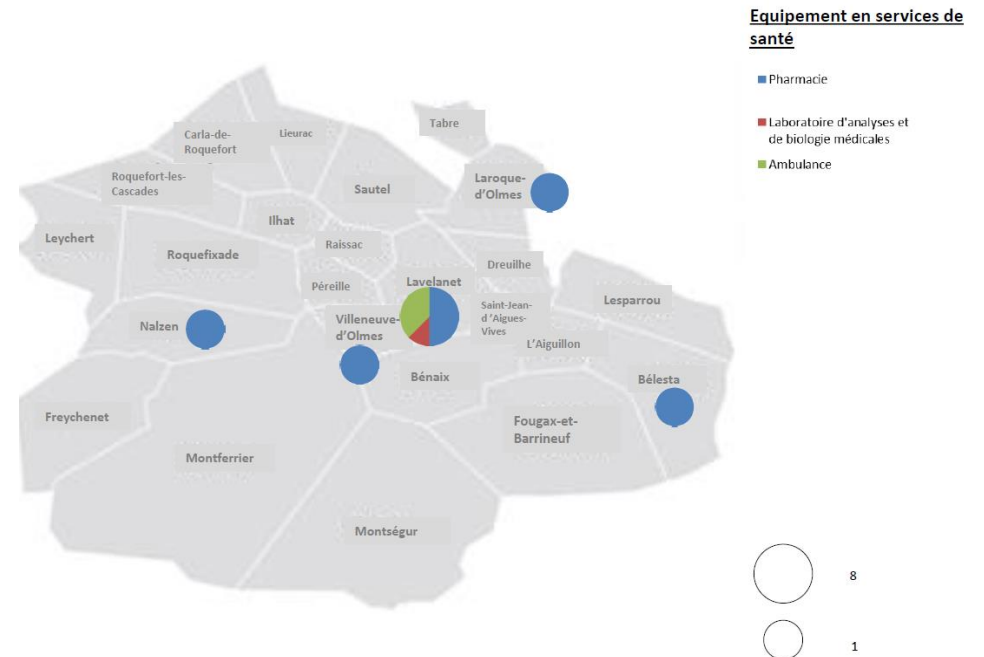 Equipement en services de
santé
Pharmacie
Laboratoire d'analyses et
de biologie médicales
Ambulance
Tabre
Carla-de-
Roquefort
Lieurac
Roquefort-les-
Cascades
Sautel
Laroque-
d'Olmes
Ilhat
Leychert
Raissac
Roquefixade
Dreuilhe
Péreille
Lavelanet
Lesparrou
Saint-Jean-
d'Aigues-
Vives
Villeneuve-
d'Olmes
Nalzen
L'Aiguillon
Bénaix
Bélesta
Freychenet
Fougax-et-
Barrineuf
Montferrier
Montségur
8
1